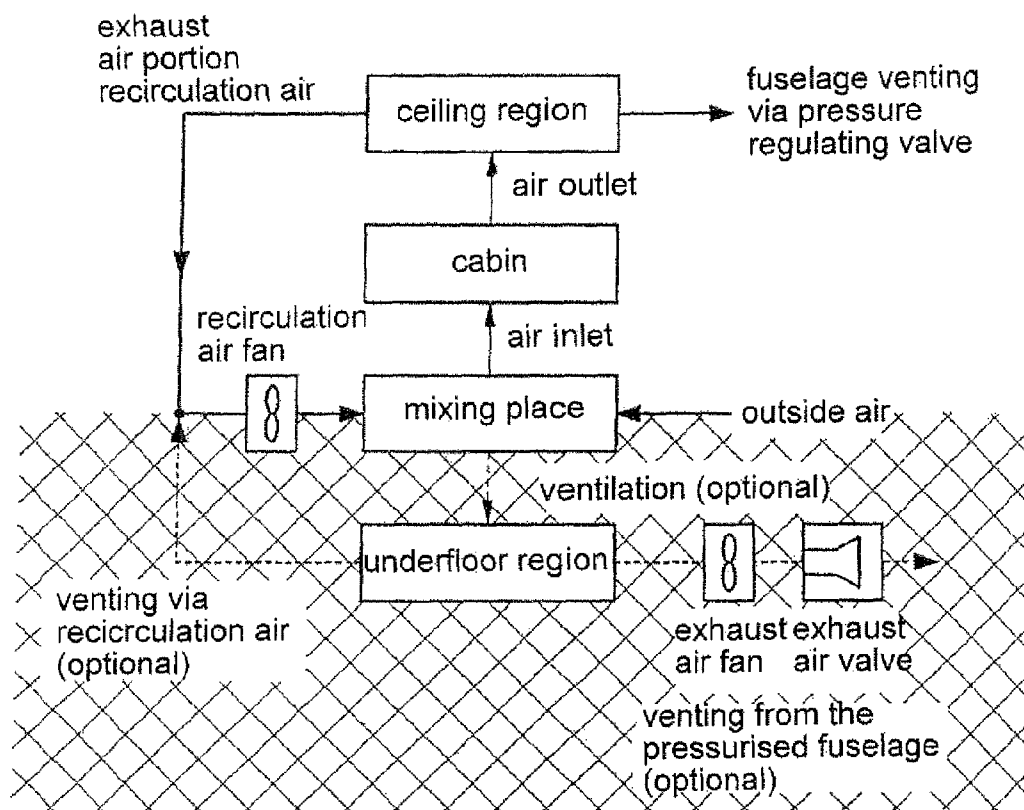 exhaust
air portion
recirculation air
ceiling region
fuselage venting
via pressure
regulating valve
air outlet
cabin
recirculation
air fan
air inlet
mixing place
outside air
ventilation (optional)
underfloor region
venting via
recicrculation air
(optional)
exhaust
air fan
exhaust
air valve
venting from the
pressurised fuselage
(optional)